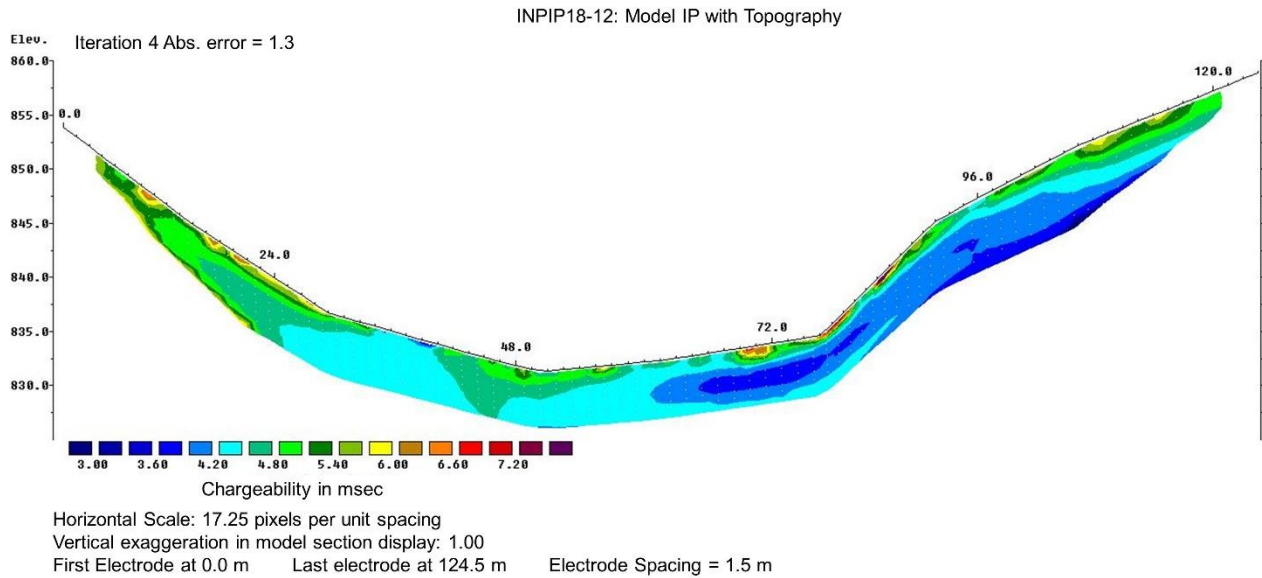 INPIP18-12: Model IP with Topography
Elev.
Iteration 4 Abs. error = 1.3
860.0
855.0
850.0
845.0
840.0
835.0
830.0
0.0
24.0
48.0
72.0
96.0
120.0
3.00 3.60 4.20 4.80 5.40 6.00 6.60 7.20
Chargeability in msec
Horizontal Scale: 17.25 pixels per unit spacing
Vertical exaggeration in model section display: 1.00
First Electrode at 0.0 m Last electrode at 124.5 m Electrode Spacing = 1.5 m